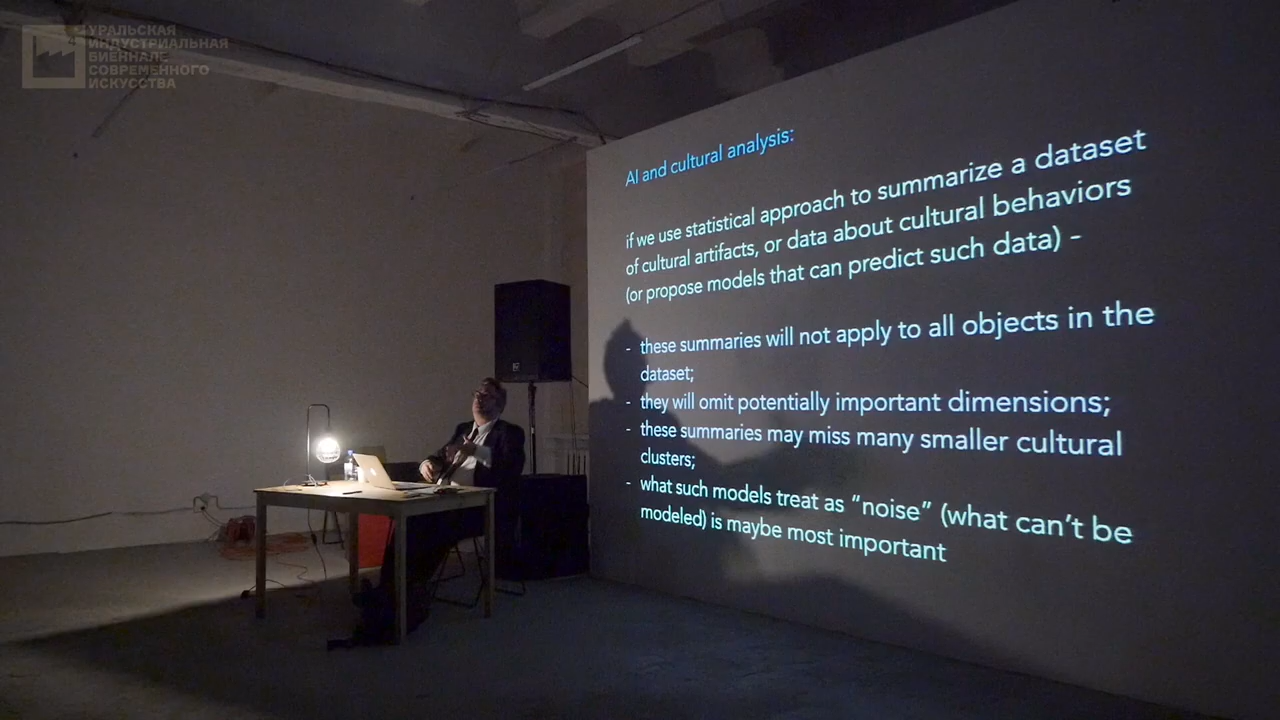 УРАЛЬСКАЯ
ИНДУСТРИАЛЬНАЯ
БИЕННАЛЕ
СОВРЕМЕННОГО
ИСКУССТВА
AI and cultural analysis:
if we use statistical approach to summarize a dataset
of cultural artifacts, or data about cultural behaviors
(or propose models that can predict such data) -
- these summaries will not apply to all objects in the
dataset;
- they will omit potentially important dimensions;
- these summaries may miss many smaller cultural
clusters;
- what such models treat as “noise” (what can’t be
modeled) is maybe most important